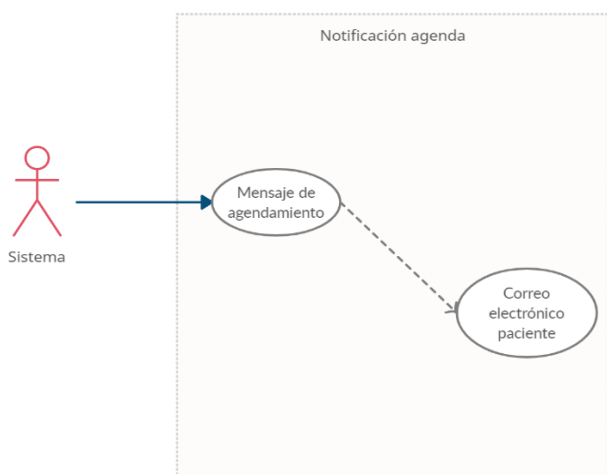 Notificación agenda
Mensaje de
agendamiento
Sistema
Correo
electrónico
paciente